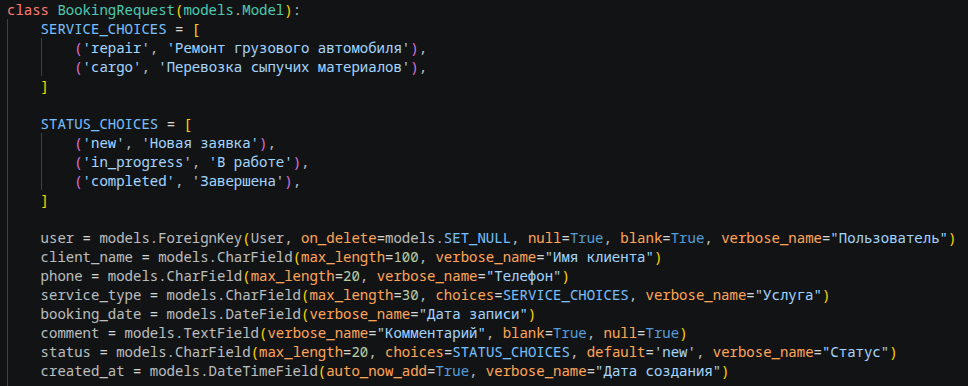 class BookingRequest(models.Model):
    SERVICE_CHOICES = [
        ('repair', 'Ремонт грузового автомобиля'),
        ('cargo', 'Перевозка сыпучих материалов'),
    ]

    STATUS_CHOICES = [
        ('new', 'Новая заявка'),
        ('in_progress', 'В работе'),
        ('completed', 'Завершена'),
    ]

    user = models.ForeignKey(User, on_delete=models.SET_NULL, null=True, blank=True, verbose_name="Пользователь")
    client_name = models.CharField(max_length=100, verbose_name="Имя клиента")
    phone = models.CharField(max_length=20, verbose_name="Телефон")
    service_type = models.CharField(max_length=30, choices=SERVICE_CHOICES, verbose_name="Услуга")
    booking_date = models.DateField(verbose_name="Дата записи")
    comment = models.TextField(verbose_name="Комментарий", blank=True, null=True)
    status = models.CharField(max_length=20, choices=STATUS_CHOICES, default='new', verbose_name="Статус")
    created_at = models.DateTimeField(auto_now_add=True, verbose_name="Дата создания")